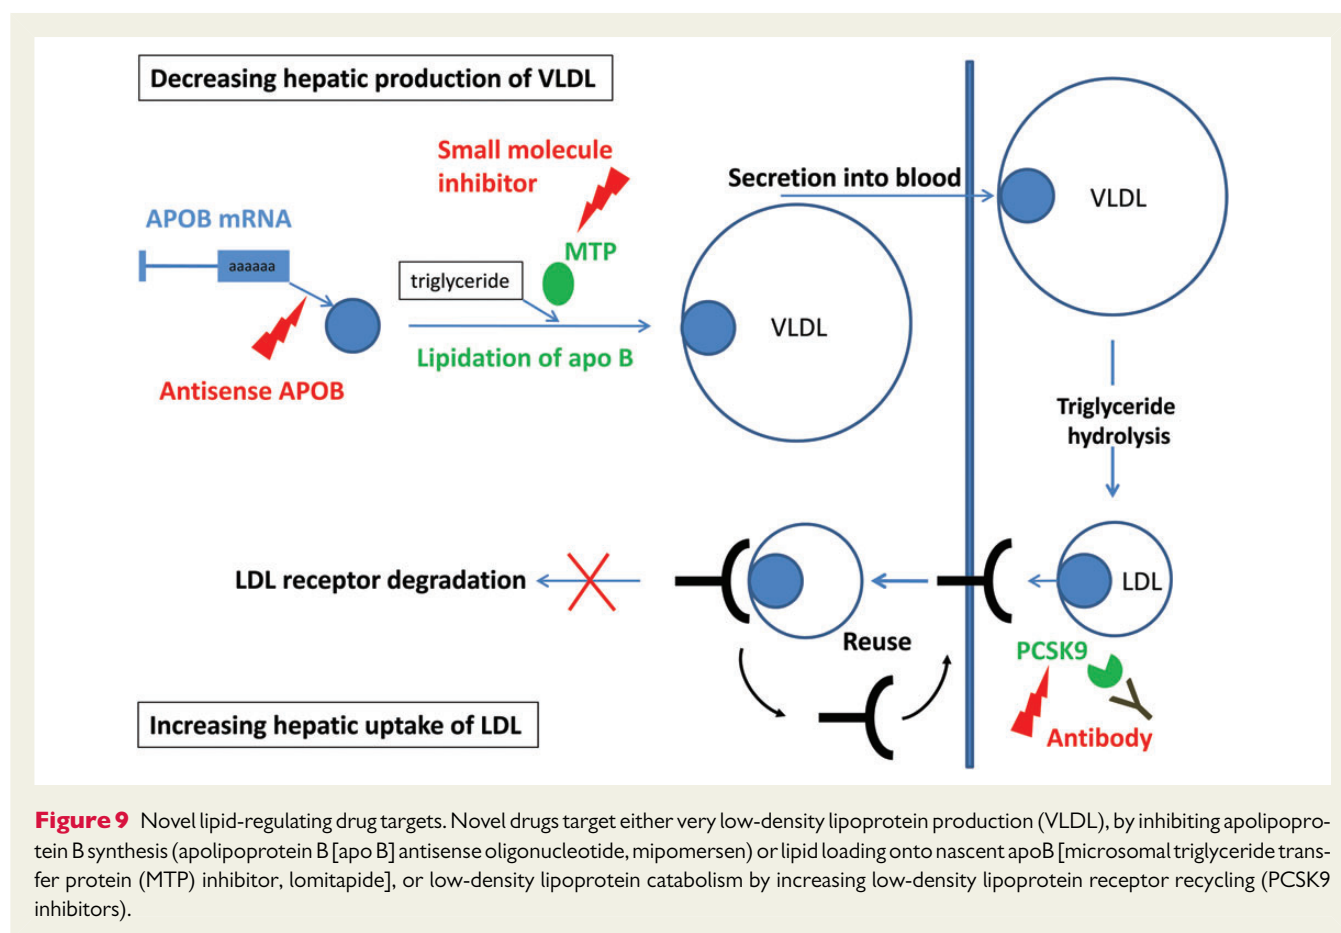 Decreasing hepatic production of VLDL
Small molecule
inhibitor
Secretion into blood
APOB mRNA
aaaaaa
MTP
triglyceride
VLDL
VLDL
Lipidation of apo B
Antisense APOB
Triglyceride
hydrolysis
LDL receptor degradation
LDL
Reuse
PCSK9
Increasing hepatic uptake of LDL
Antibody
Figure 9 Novel lipid-regulating drug targets. Novel drugs target either very low-density lipoprotein production (VLDL), by inhibiting apolipopro-
tein B synthesis (apolipoprotein B [apo B] antisense oligonucleotide, mipomersen) or lipid loading onto nascent apoB [microsomal triglyceride trans-
fer protein (MTP) inhibitor, lomitapide], or low-density lipoprotein catabolism by increasing low-density lipoprotein receptor recycling (PCSK9
inhibitors).